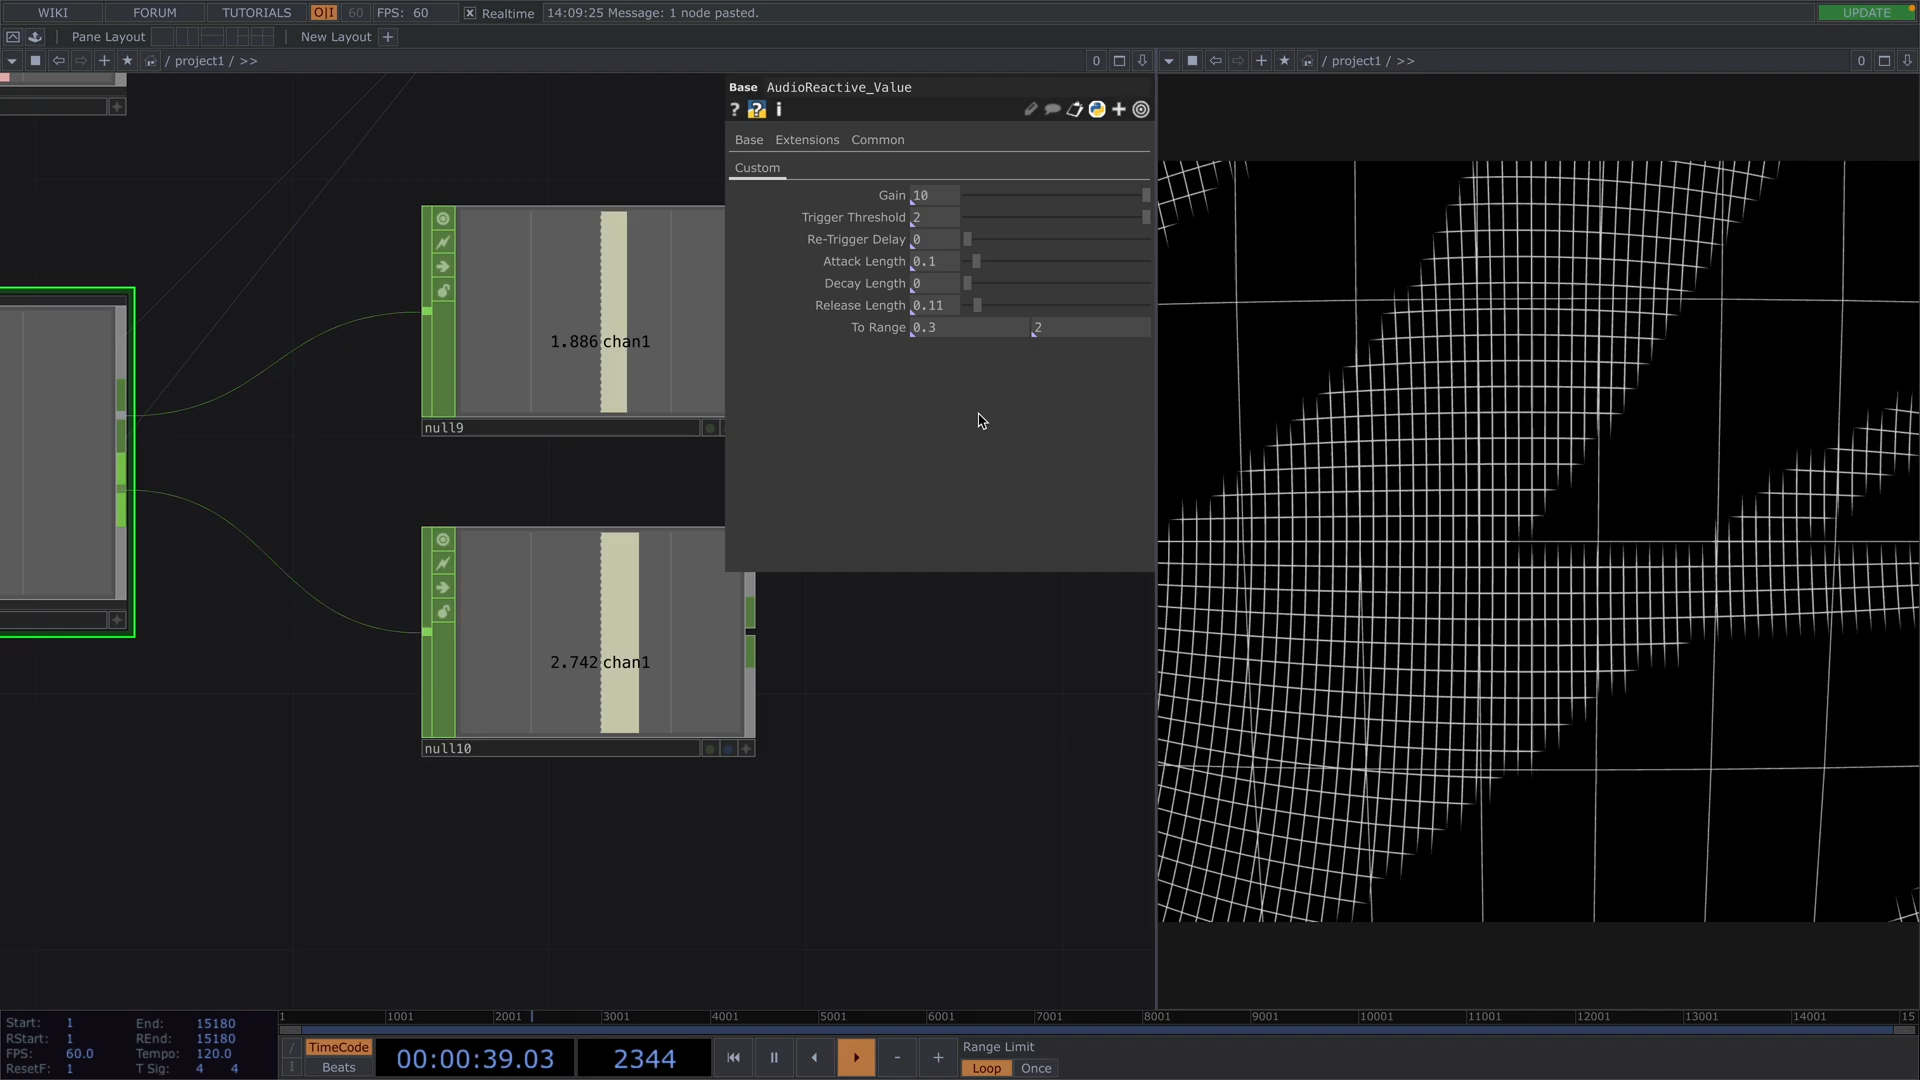 WIKI FORUM TUTORIALS O|I 60 FPS: 60 Realtime 14:09:25 Message: 1 node pasted. UPDATE
Pane Layout New Layout +
/ project1 / >> 0 / project1 / >> 0
Base AudioReactive_Value
? ? i
Base Extensions Common
Custom
Gain 10
Trigger Threshold 2
Re-Trigger Delay 0
Attack Length 0.1
Decay Length 0
Release Length 0.11
To Range 0.3 2
1.886 chan1
null9
2.742 chan1
null10
1 1001 2001 3001 4001 5001 6001 7001 8001 9001 10001 11001 12001 13001 14001 15
Start: 1 End: 15180
RStart: 1 REnd: 15180
FPS: 60.0 Tempo: 120.0
ResetF: 1 T Sig: 4 4
TimeCode
Beats
00:00:39.03 2344
- +
Range Limit
Loop Once